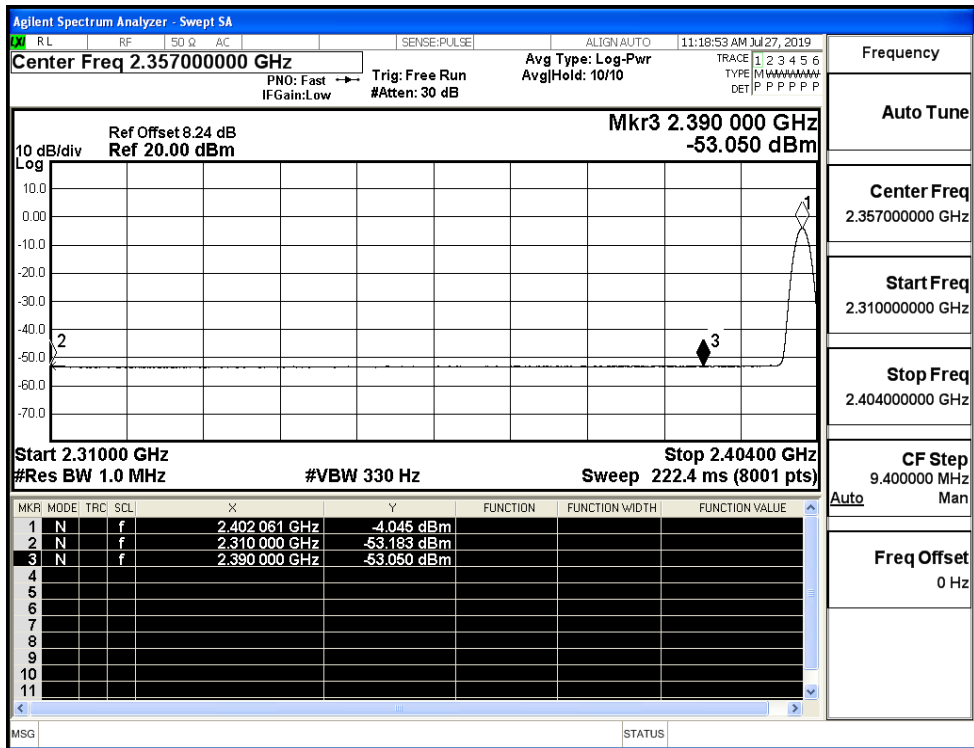 Agilent Spectrum Analyzer - Swept SA
LXI RL RF 50 Ω AC SENSE:PULSE ALIGN AUTO 11:18:53 AM Jul 27, 2019
Center Freq 2.357000000 GHz
PNO: Fast
IFGain:Low
Trig: Free Run
#Atten: 30 dB
Avg Type: Log-Pwr
Avg|Hold: 10/10
TRACE 1 2 3 4 5 6
TYPE M W W W W W
DET P P P P P P
Ref Offset 8.24 dB
Ref 20.00 dBm
10 dB/div
Log
Mkr3 2.390 000 GHz
-53.050 dBm
10.0
0.00
-10.0
-20.0
-30.0
-40.0
-50.0
-60.0
-70.0
1
2
3
Start 2.31000 GHz
Stop 2.40400 GHz
#Res BW 1.0 MHz
#VBW 330 Hz
Sweep 222.4 ms (8001 pts)
MKR MODE TRC SCL X Y FUNCTION FUNCTION WIDTH FUNCTION VALUE
1 N f 2.402 061 GHz -4.045 dBm
2 N f 2.310 000 GHz -53.183 dBm
3 N f 2.390 000 GHz -53.050 dBm
4
5
6
7
8
9
10
11
MSG
STATUS
Frequency
Auto Tune
Center Freq
2.357000000 GHz
Start Freq
2.310000000 GHz
Stop Freq
2.404000000 GHz
CF Step
9.400000 MHz
Auto Man
Freq Offset
0 Hz